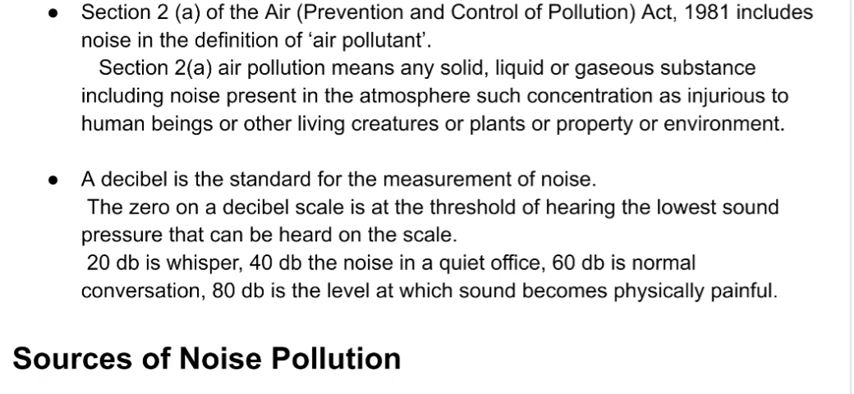 ● Section 2 (a) of the Air (Prevention and Control of Pollution) Act, 1981 includes
noise in the definition of ‘air pollutant’.
Section 2(a) air pollution means any solid, liquid or gaseous substance
including noise present in the atmosphere such concentration as injurious to
human beings or other living creatures or plants or property or environment.
● A decibel is the standard for the measurement of noise.
The zero on a decibel scale is at the threshold of hearing the lowest sound
pressure that can be heard on the scale.
20 db is whisper, 40 db the noise in a quiet office, 60 db is normal
conversation, 80 db is the level at which sound becomes physically painful.
Sources of Noise Pollution